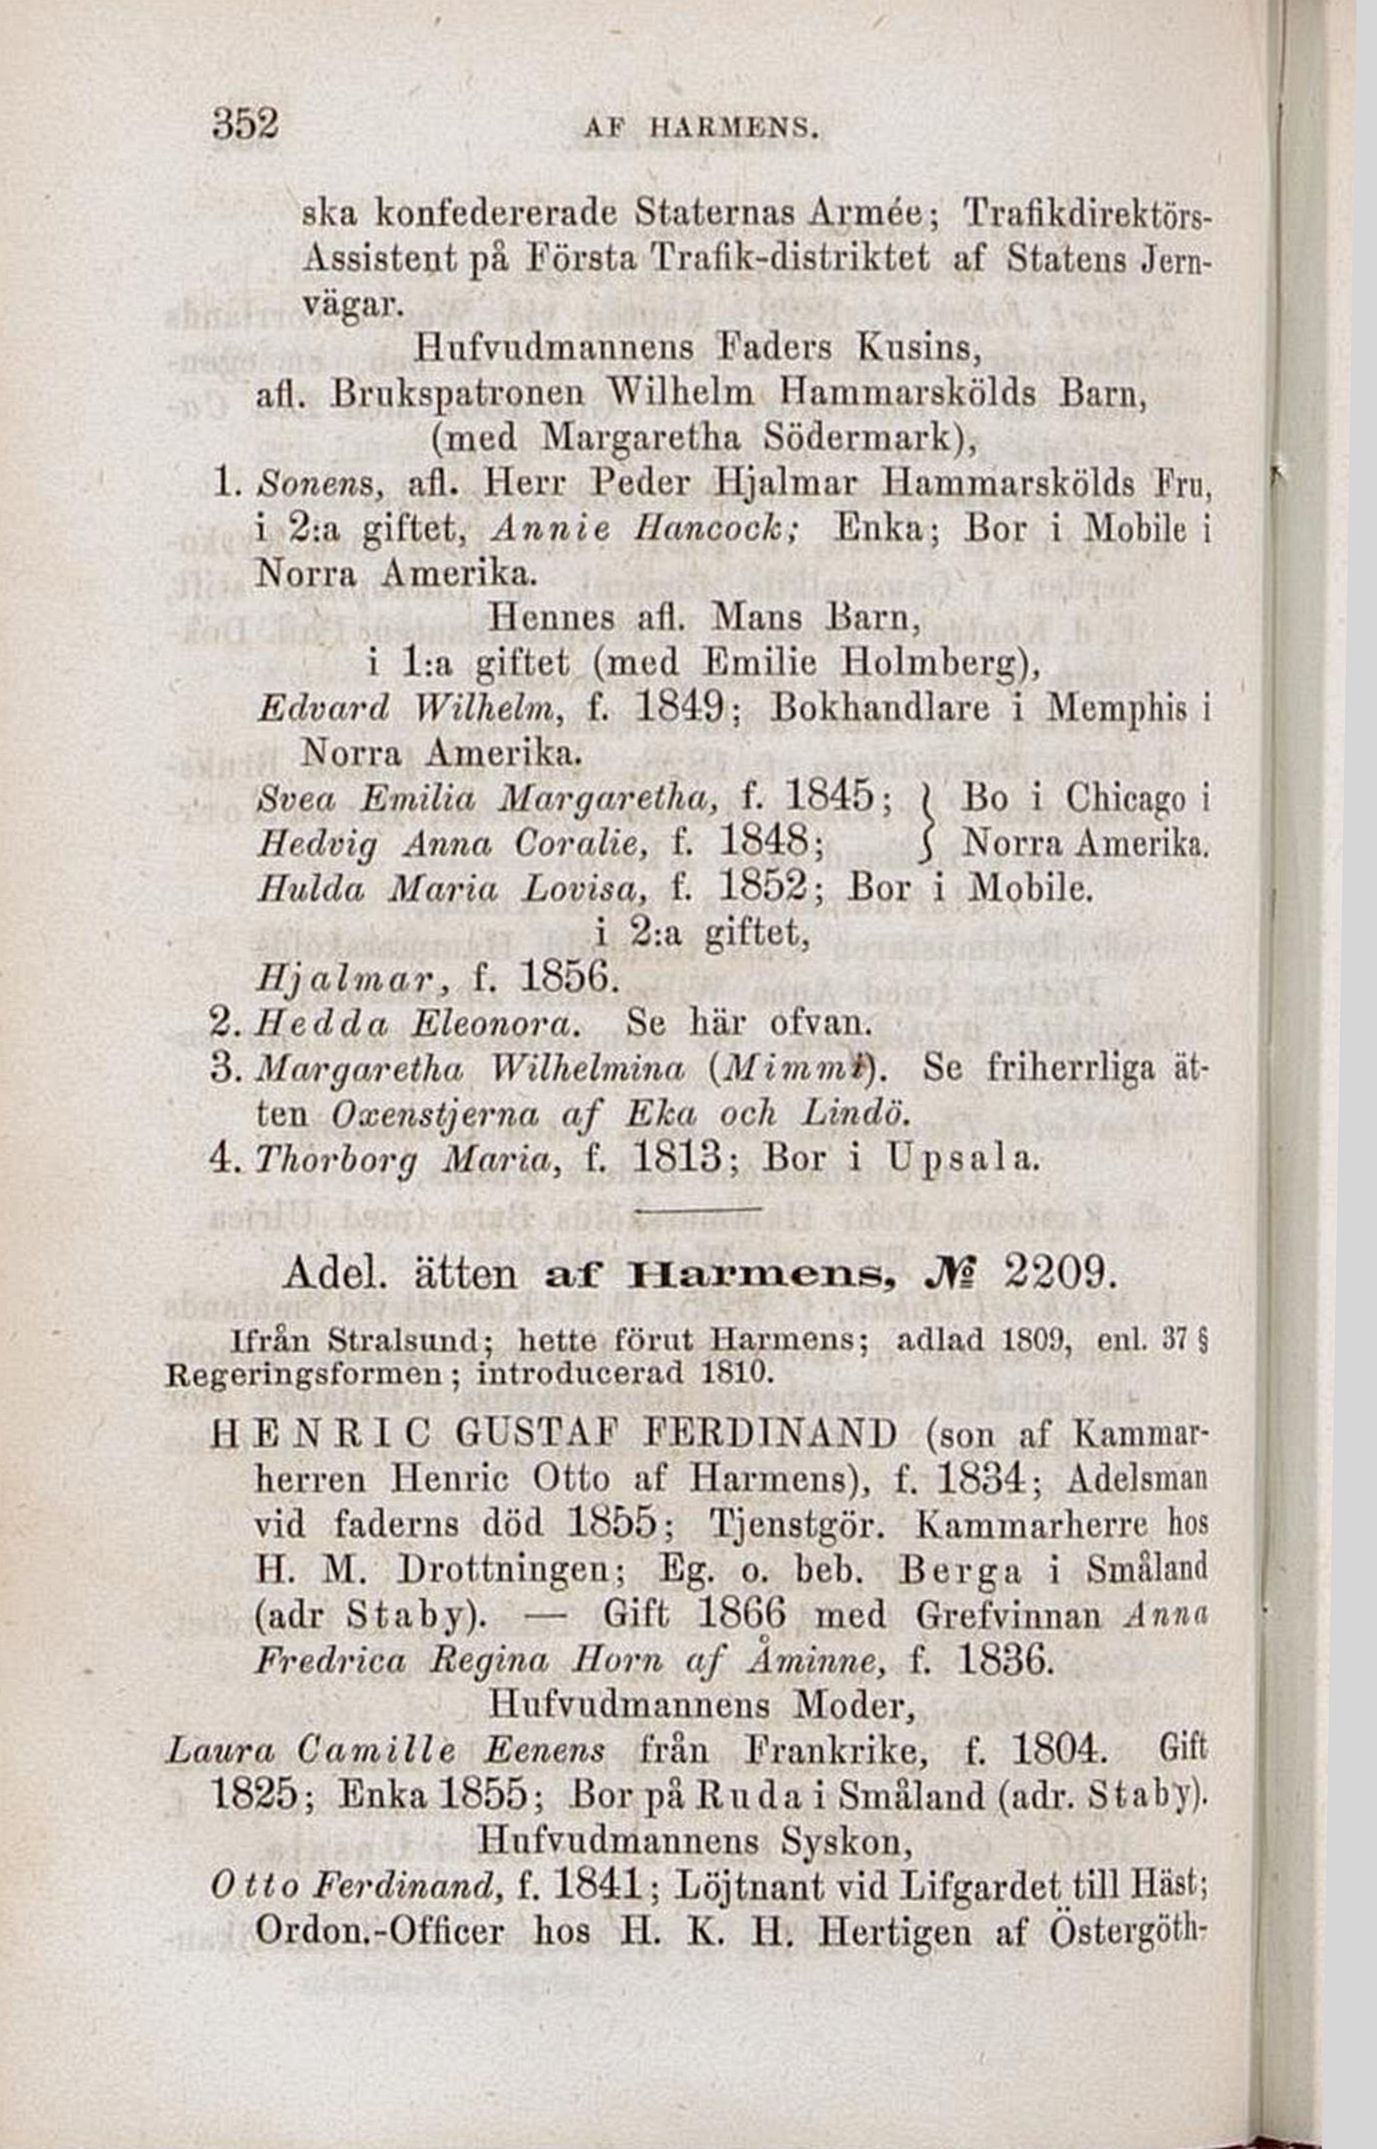 352 AF HARMENS.
ska konfedererade Staternas Armée; Trafikdirektörs-
Assistent på Första Trafik-distriktet af Statens Jern-
vägar.
Hufvudmannens Faders Kusins,
afl. Brukspatronen Wilhelm Hammarskölds Barn,
(med Margaretha Södermark),
1. Sonens, afl. Herr Peder Hjalmar Hammarskölds Fru,
i 2:a giftet, Annie Hancock; Enka; Bor i Mobile i
Norra Amerika.
Hennes afl. Mans Barn,
i 1:a giftet (med Emilie Holmberg),
Edvard Wilhelm, f. 1849; Bokhandlare i Memphis i
Norra Amerika.
Svea Emilia Margaretha, f. 1845; } Bo i Chicago i
Hedvig Anna Coralie, f. 1848; } Norra Amerika.
Hulda Maria Lovisa, f. 1852; Bor i Mobile.
i 2:a giftet,
Hjalmar, f. 1856.
2. Hedda Eleonora. Se här ofvan.
3. Margaretha Wilhelmina (Mimmi). Se friherrliga ät-
ten Oxenstjerna af Eka och Lindö.
4. Thorborg Maria, f. 1813; Bor i Upsala.
Adel. ätten af Harmens, № 2209.
Ifrån Stralsund; hette förut Harmens; adlad 1809, enl. 37 §
Regeringsformen; introducerad 1810.
HENRIC GUSTAF FERDINAND (son af Kammar-
herren Henric Otto af Harmens), f. 1834; Adelsman
vid faderns död 1855; Tjenstgör. Kammarherre hos
H. M. Drottningen; Eg. o. beb. Berga i Småland
(adr Staby). — Gift 1866 med Grefvinnan Anna
Fredrica Regina Horn af Åminne, f. 1836.
Hufvudmannens Moder,
Laura Camille Eenens från Frankrike, f. 1804. Gift
1825; Enka 1855; Bor på Ruda i Småland (adr. Staby).
Hufvudmannens Syskon,
Otto Ferdinand, f. 1841; Löjtnant vid Lifgardet till Häst;
Ordon.-Officer hos H. K. H. Hertigen af Östergöth-